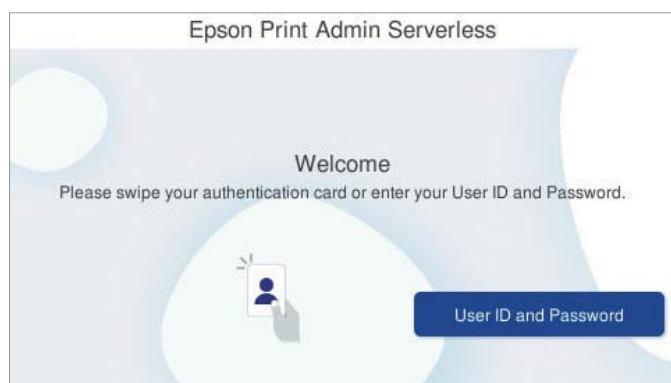 Epson Print Admin Serverless
Welcome
Please swipe your authentication card or enter your User ID and Password.
User ID and Password